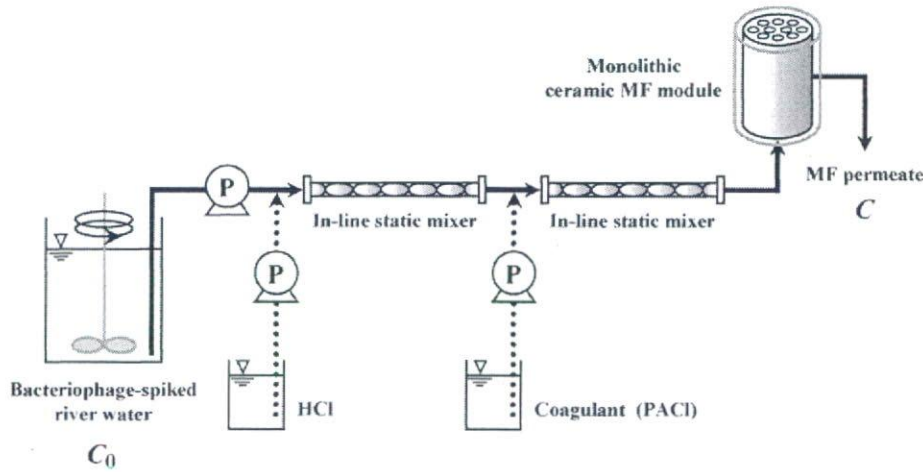 Monolithic
ceramic MF module
MF permeate
C
P
In-line static mixer
In-line static mixer
P
P
Bacteriophage-spiked
river water
C0
HCl
Coagulant (PACl)